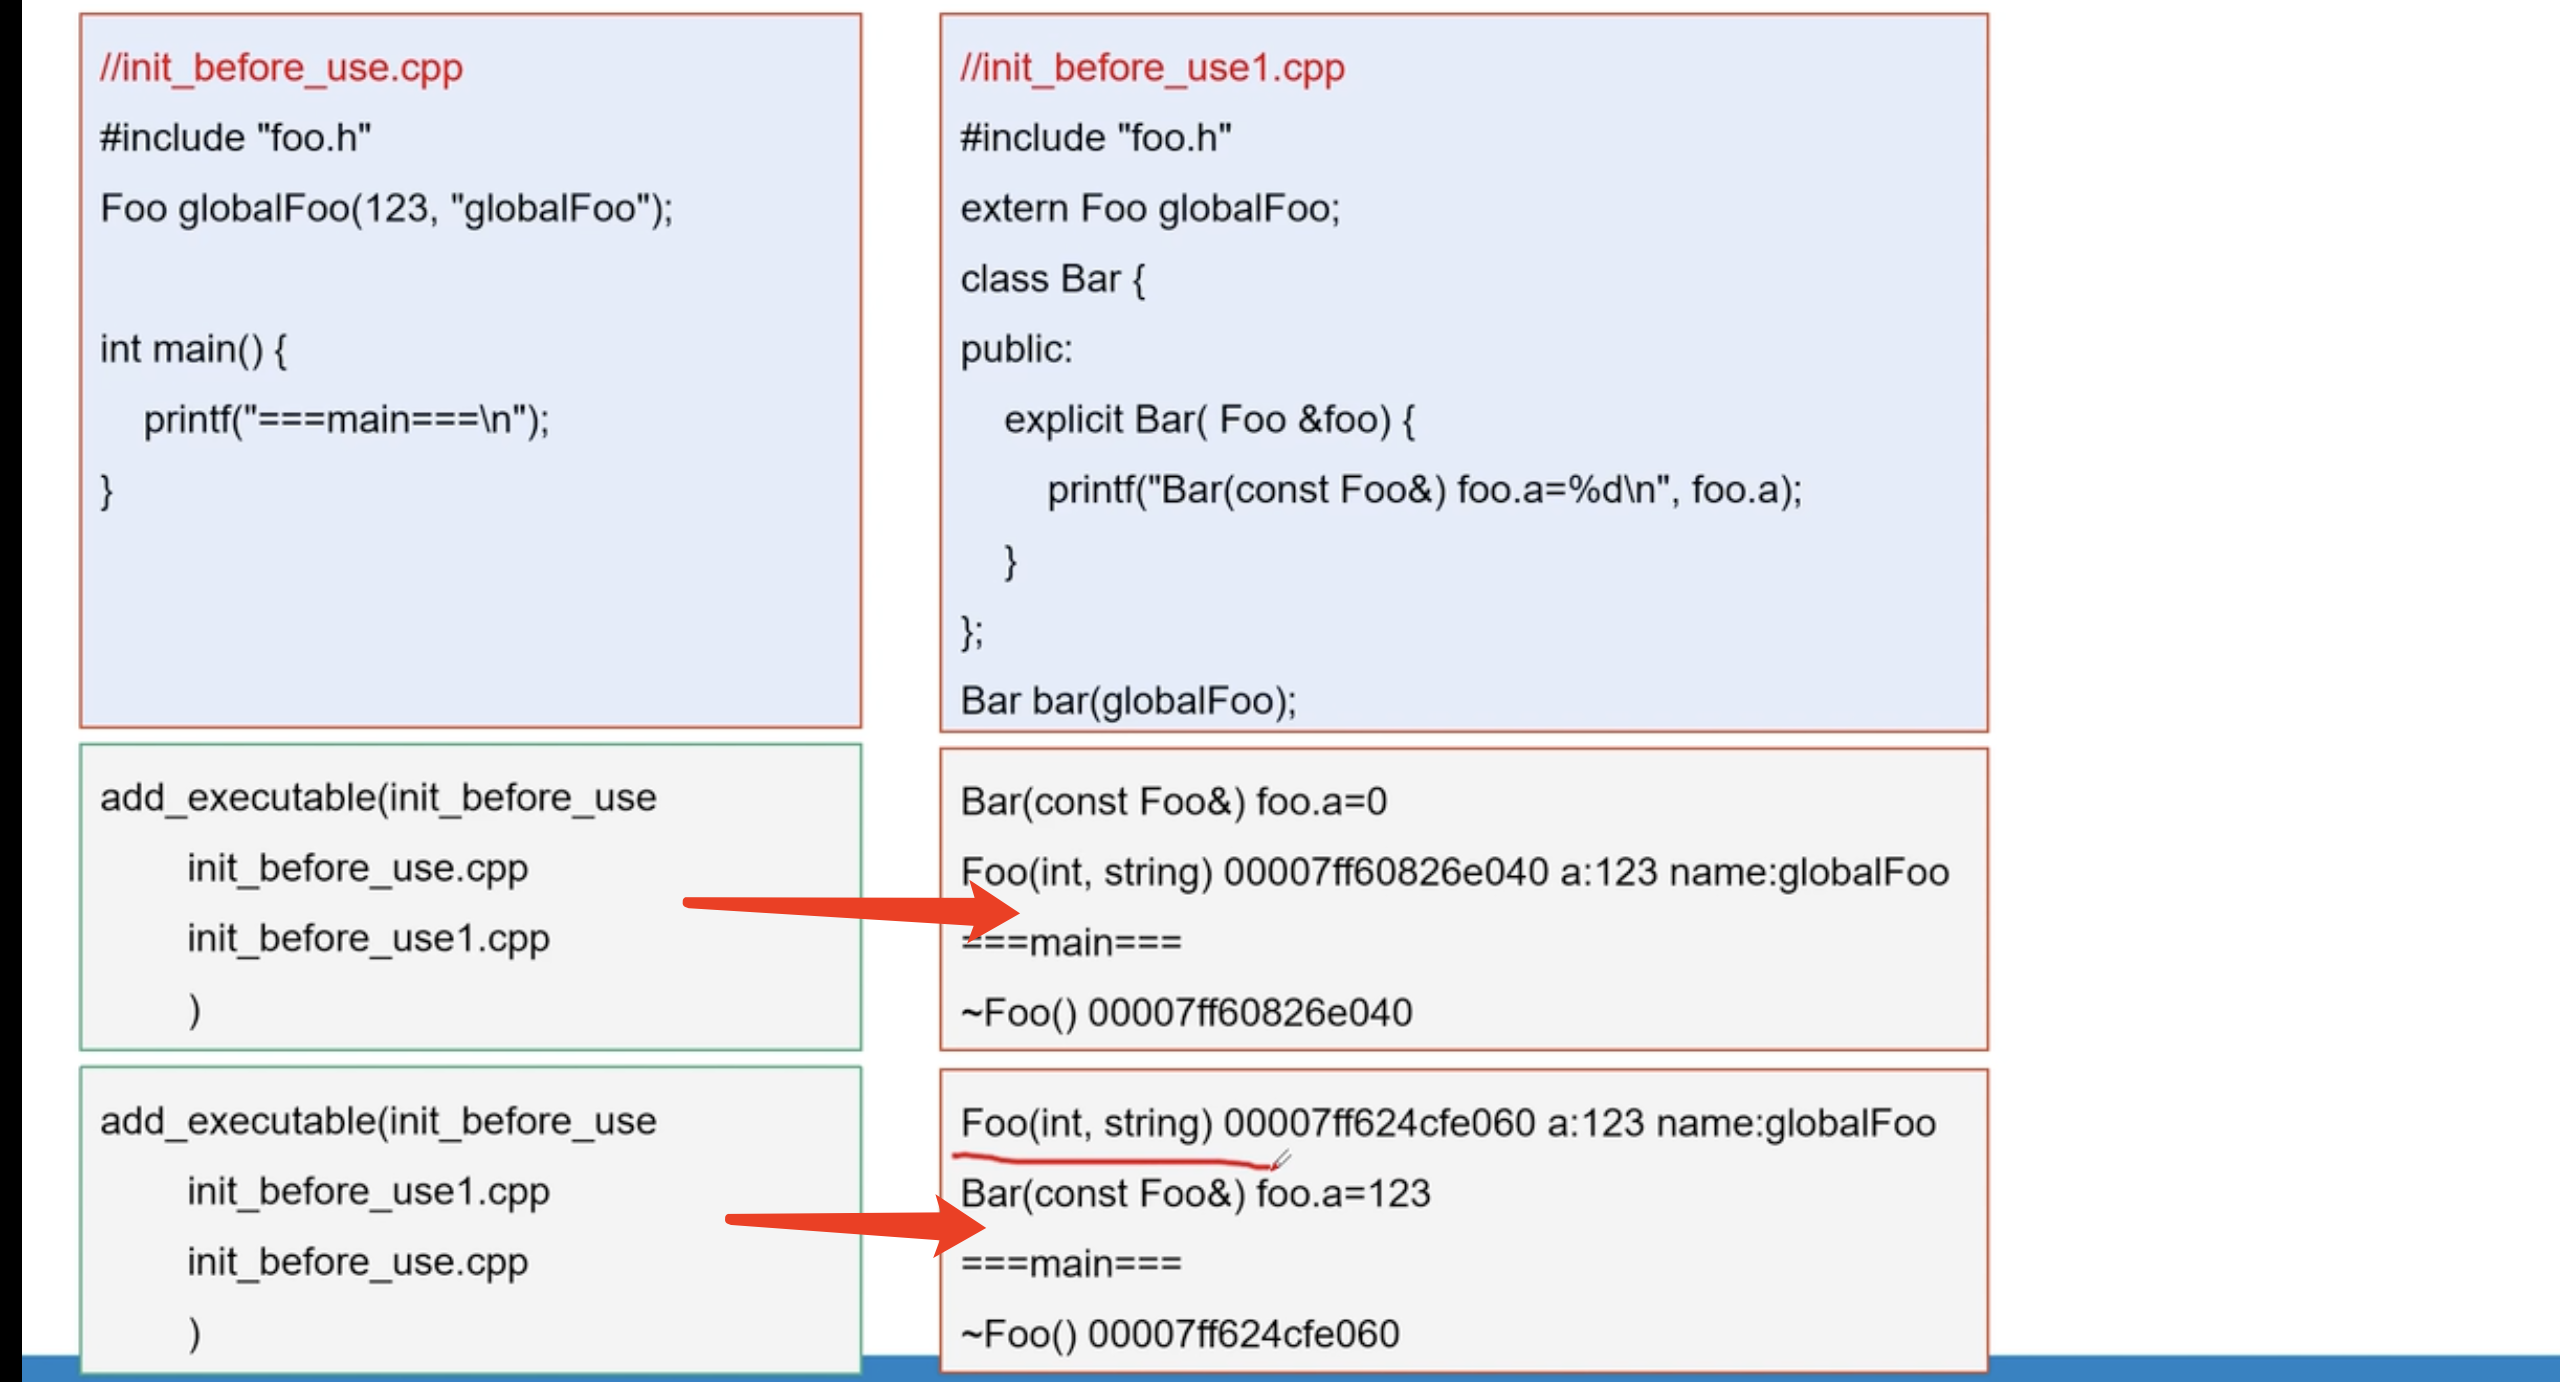 //init_before_use.cpp
#include "foo.h"
Foo globalFoo(123, "globalFoo");
int main() {
printf("===main===\n");
}
//init_before_use1.cpp
#include "foo.h"
extern Foo globalFoo;
class Bar {
public:
explicit Bar( Foo &foo) {
printf("Bar(const Foo&) foo.a=%d\n", foo.a);
}
};
Bar bar(globalFoo);
add_executable(init_before_use
init_before_use.cpp
init_before_use1.cpp
)
Bar(const Foo&) foo.a=0
Foo(int, string) 00007ff60826e040 a:123 name:globalFoo
===main===
~Foo() 00007ff60826e040
add_executable(init_before_use
init_before_use1.cpp
init_before_use.cpp
)
Foo(int, string) 00007ff624cfe060 a:123 name:globalFoo
Bar(const Foo&) foo.a=123
===main===
~Foo() 00007ff624cfe060